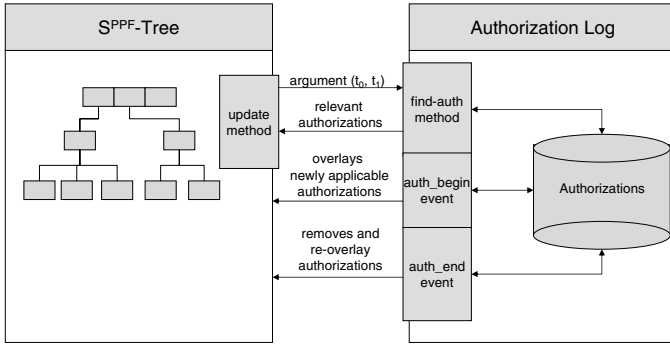 S^PPF-Tree
Authorization Log
update
method
argument (t₀, t₁)
relevant
authorizations
overlays
newly applicable
authorizations
removes and
re-overlay
authorizations
find-auth
method
auth_begin
event
auth_end
event
Authorizations